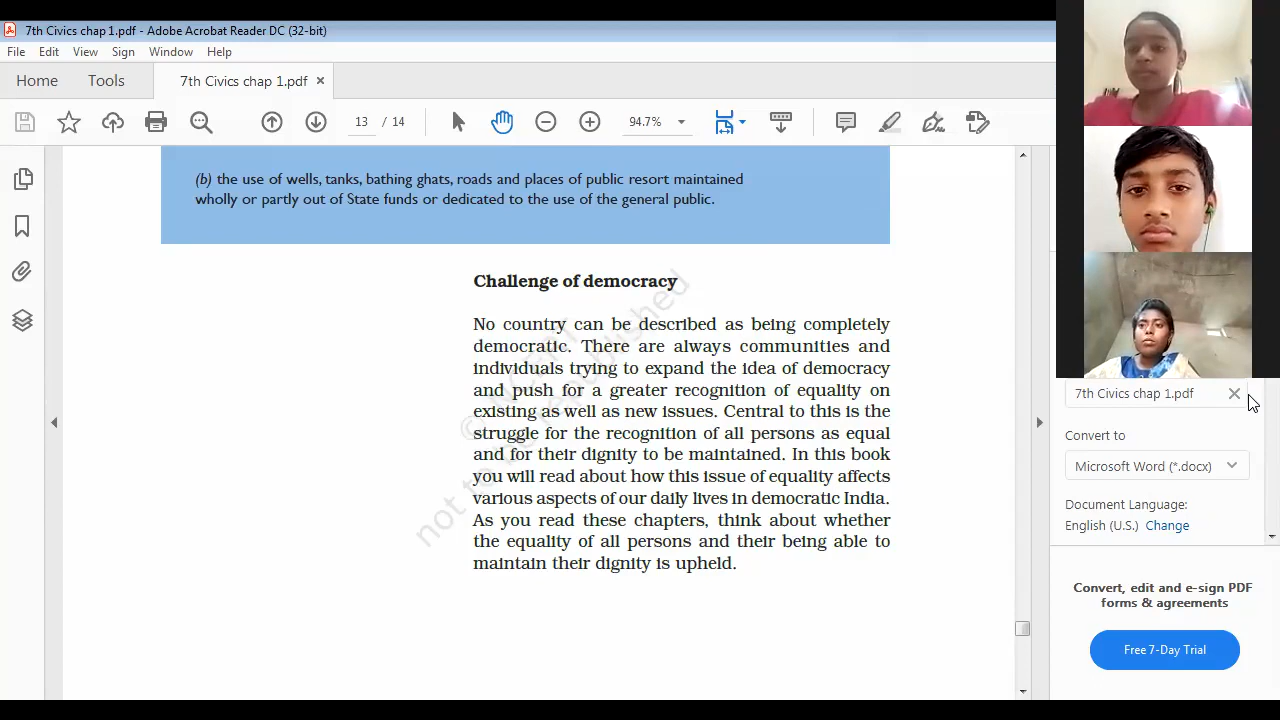 7th Civics chap 1.pdf - Adobe Acrobat Reader DC (32-bit)
File Edit View Sign Window Help
Home Tools 7th Civics chap 1.pdf ×
13 / 14 94.7%
(b) the use of wells, tanks, bathing ghats, roads and places of public resort maintained
wholly or partly out of State funds or dedicated to the use of the general public.
Challenge of democracy
No country can be described as being completely
democratic. There are always communities and
individuals trying to expand the idea of democracy
and push for a greater recognition of equality on
existing as well as new issues. Central to this is the
struggle for the recognition of all persons as equal
and for their dignity to be maintained. In this book
you will read about how this issue of equality affects
various aspects of our daily lives in democratic India.
As you read these chapters, think about whether
the equality of all persons and their being able to
maintain their dignity is upheld.
© NCERT
not to be republished
7th Civics chap 1.pdf
Convert to
Microsoft Word (*.docx)
Document Language:
English (U.S.) Change
Convert, edit and e-sign PDF
forms & agreements
Free 7-Day Trial